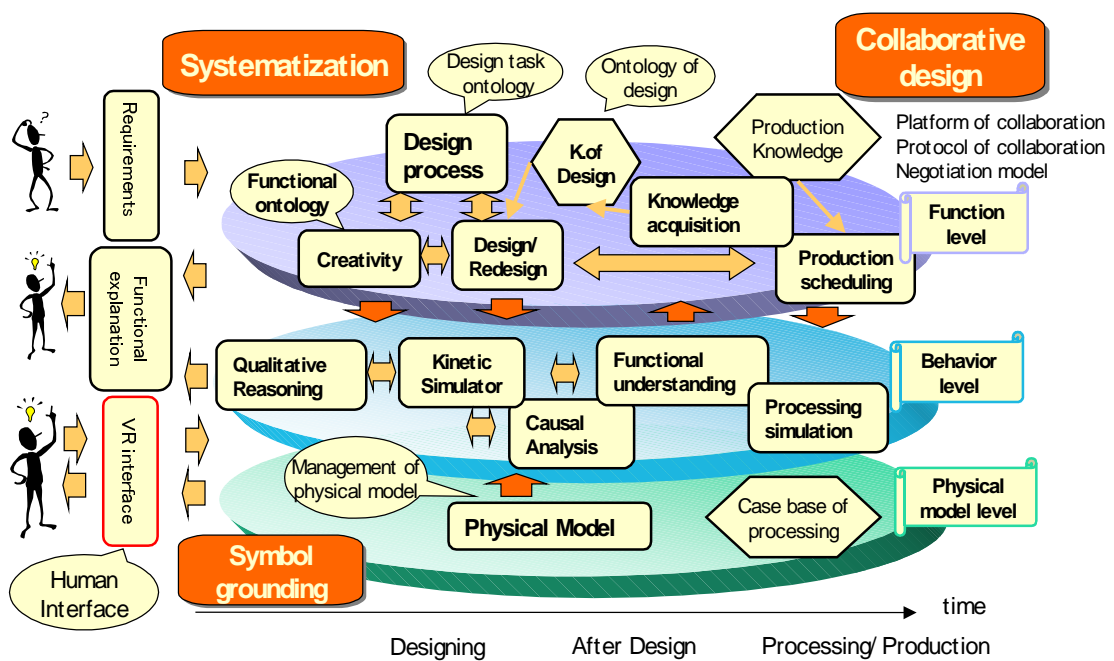 Systematization
Collaborative
design
Design task
ontology
Ontology of
design
Requirements
?
Design
process
K.of
Design
Production
Knowledge
Platform of collaboration
Protocol of collaboration
Negotiation model
Functional
ontology
Knowledge
acquisition
Function
level
Creativity
Design/
Redesign
Production
scheduling
Functional
explanation
Qualitative
Reasoning
Kinetic
Simulator
Functional
understanding
Behavior
level
Causal
Analysis
Processing
simulation
VR interface
Management of
physical model
Physical Model
Case base of
processing
Physical
model level
Symbol
grounding
Human
Interface
time
Designing
After Design
Processing/ Production